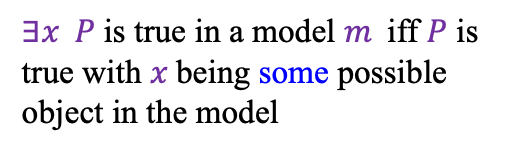 ∃x P is true in a model m iff P is
true with x being some possible
object in the model